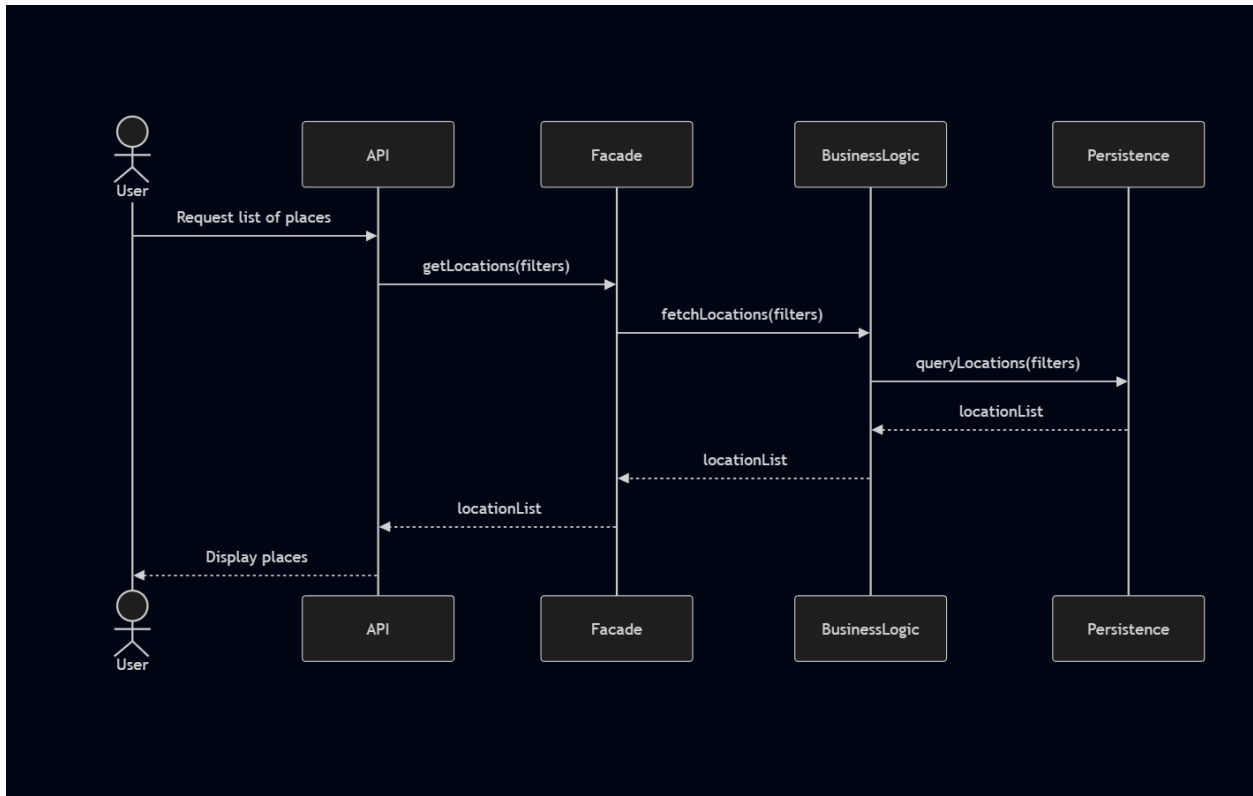 User
API
Facade
BusinessLogic
Persistence
Request list of places
getLocations(filters)
fetchLocations(filters)
queryLocations(filters)
locationList
locationList
locationList
Display places
User
API
Facade
BusinessLogic
Persistence